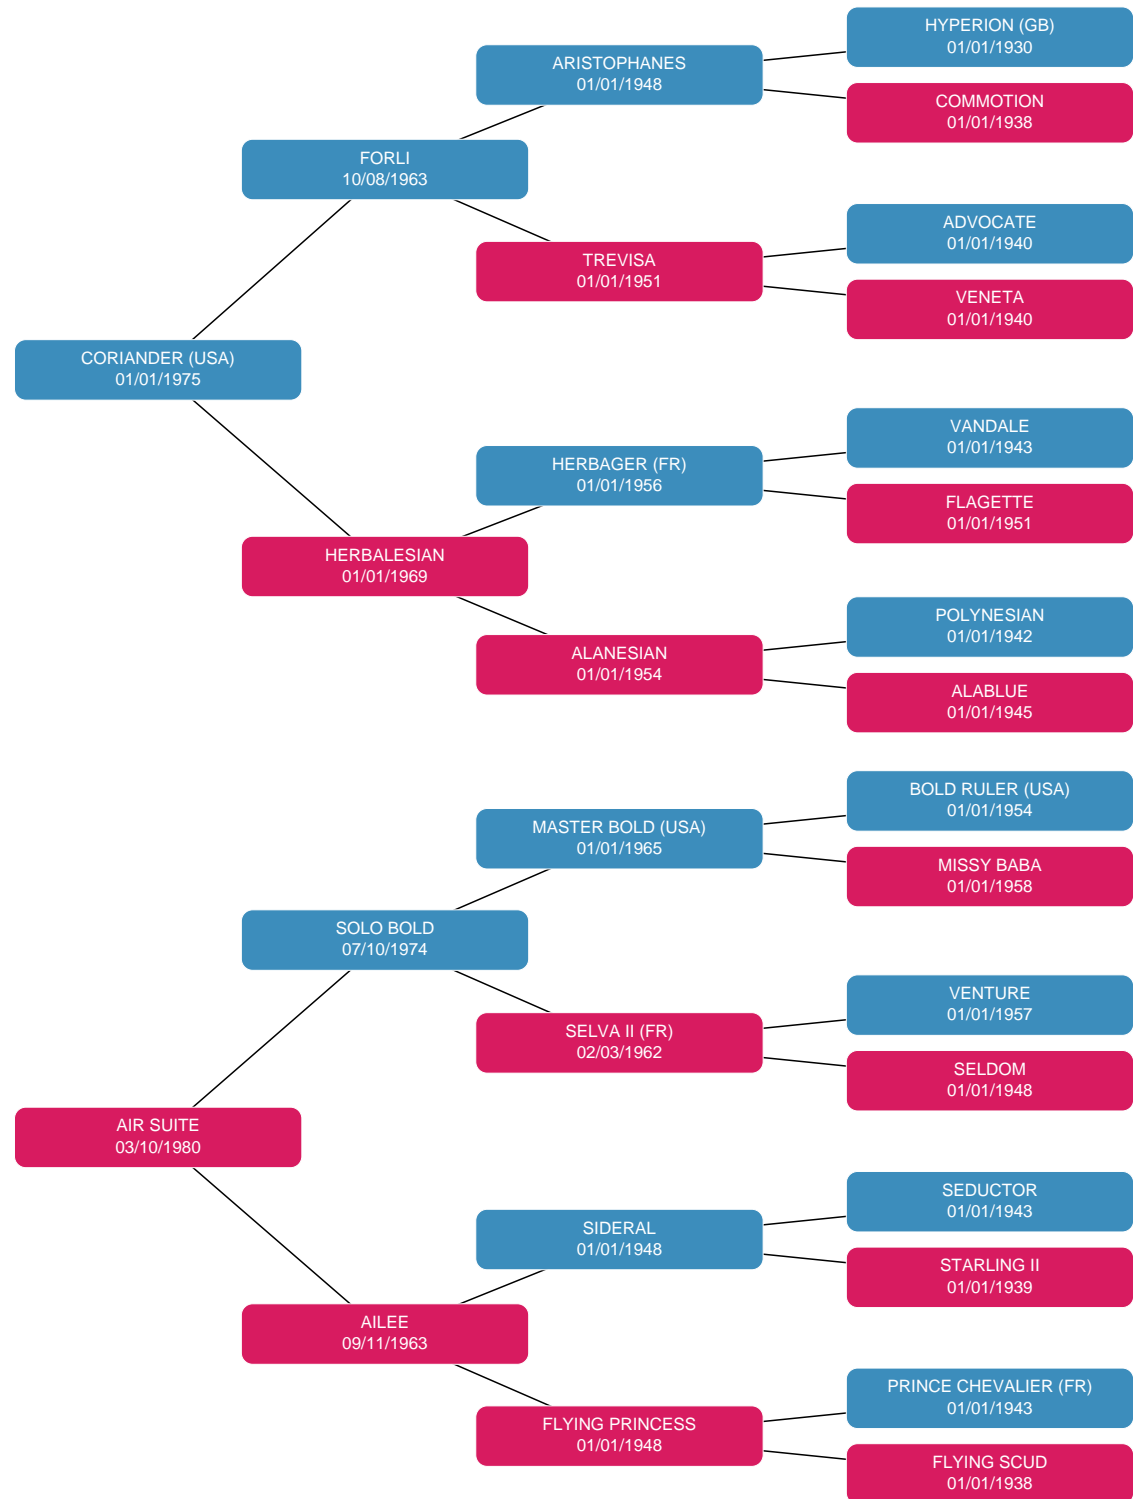 HYPERION (GB)
01/01/1930
ARISTOPHANES
01/01/1948
COMMOTION
01/01/1938
FORLI
10/08/1963
ADVOCATE
01/01/1940
TREVISA
01/01/1951
VENETA
01/01/1940
CORIANDER (USA)
01/01/1975
VANDALE
01/01/1943
HERBAGER (FR)
01/01/1956
FLAGETTE
01/01/1951
HERBALESIAN
01/01/1969
POLYNESIAN
01/01/1942
ALANESIAN
01/01/1954
ALABLUE
01/01/1945
BOLD RULER (USA)
01/01/1954
MASTER BOLD (USA)
01/01/1965
MISSY BABA
01/01/1958
SOLO BOLD
07/10/1974
VENTURE
01/01/1957
SELVA II (FR)
02/03/1962
SELDOM
01/01/1948
AIR SUITE
03/10/1980
SEDUCTOR
01/01/1943
SIDERAL
01/01/1948
STARLING II
01/01/1939
AILEE
09/11/1963
PRINCE CHEVALIER (FR)
01/01/1943
FLYING PRINCESS
01/01/1948
FLYING SCUD
01/01/1938